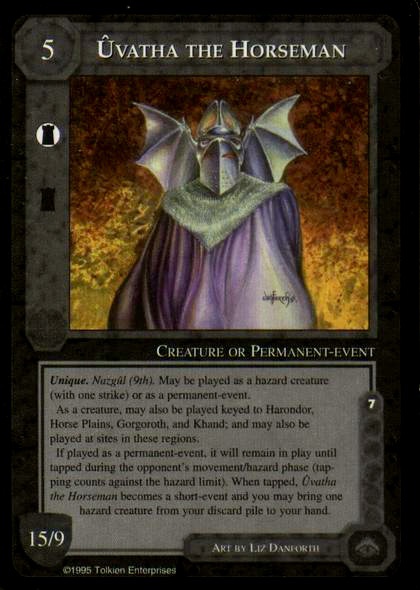 5
Ûvatha the Horseman
Danforth
Creature or Permanent-event
Unique. Nazgûl (9th). May be played as a hazard creature
(with one strike) or as a permanent-event.
As a creature, may also be played keyed to Harondor,
Horse Plains, Gorgoroth, and Khand; and may also be
played at sites in these regions.
If played as a permanent-event, it will remain in play until
tapped during the opponent's movement/hazard phase (tap-
ping counts against the hazard limit). When tapped, Ûvatha
the Horseman becomes a short-event and you may bring one
hazard creature from your discard pile to your hand.
7
15/9
Art by Liz Danforth
©1995 Tolkien Enterprises